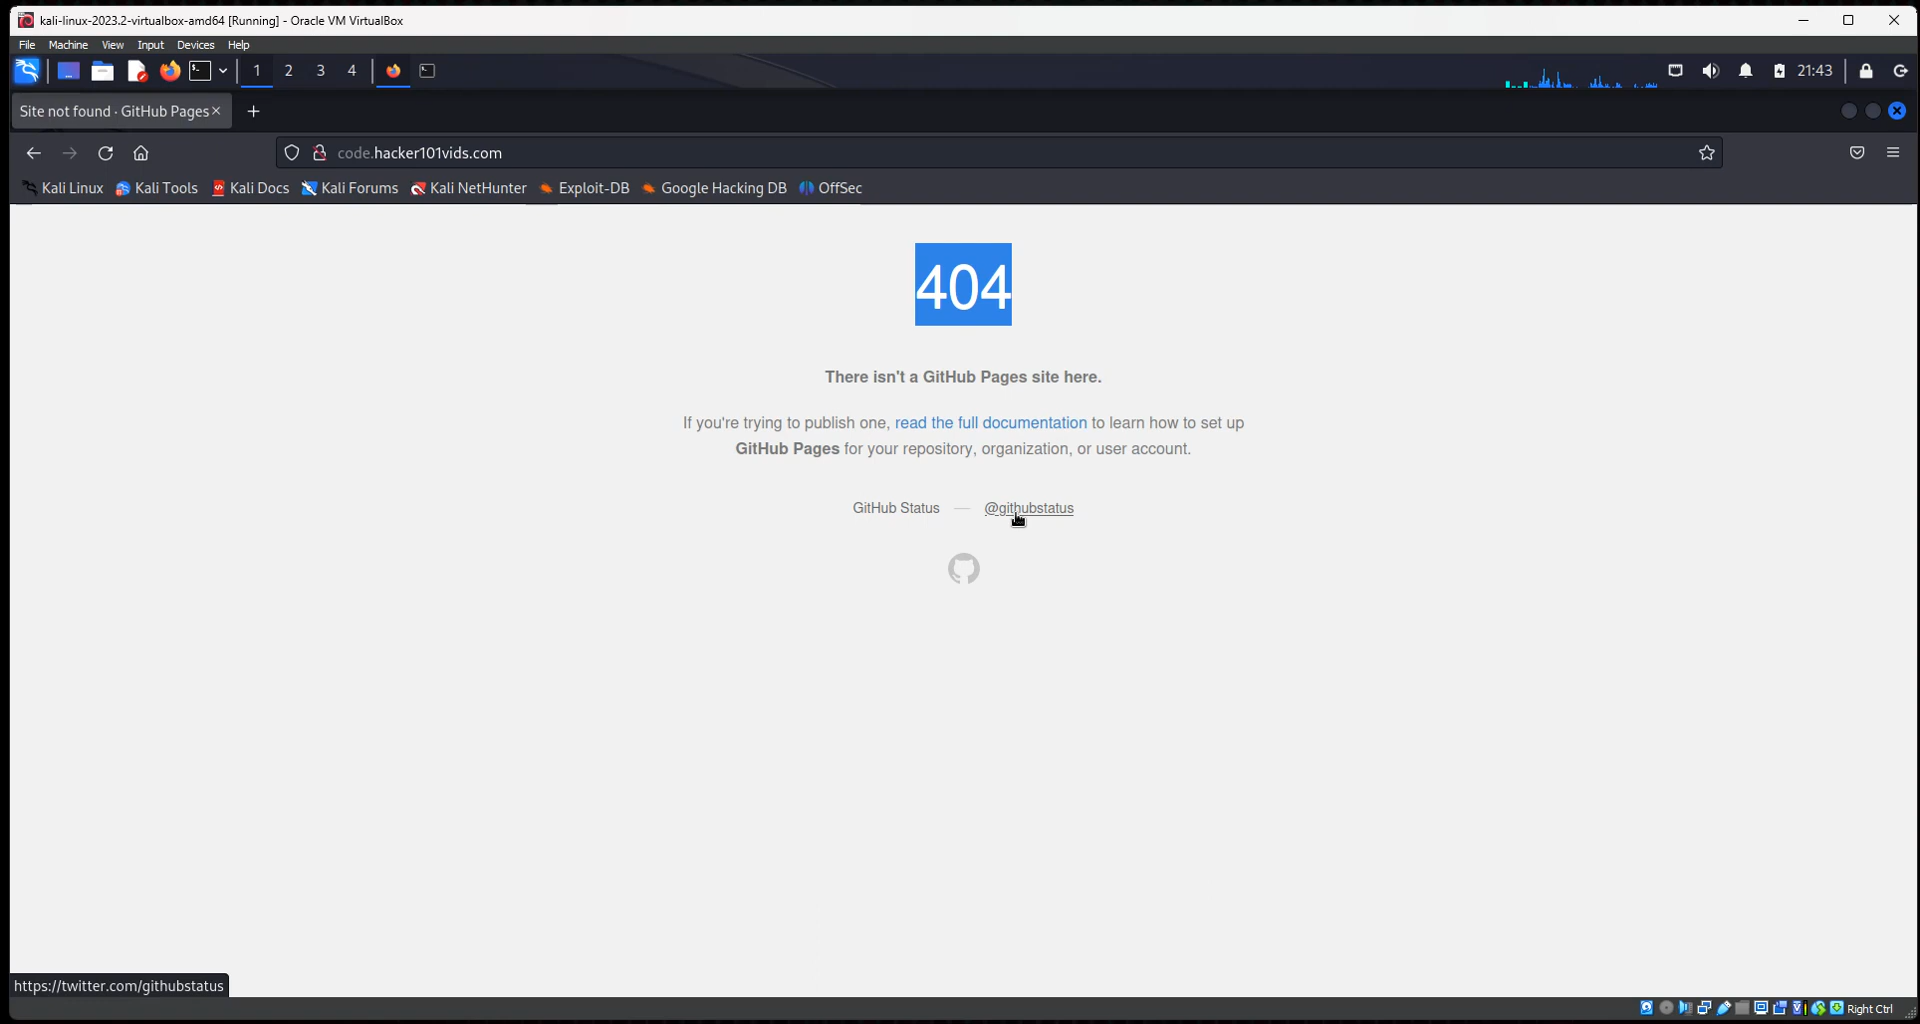 kali-linux-2023.2-virtualbox-amd64 [Running] - Oracle VM VirtualBox
File Machine View Input Devices Help
1 2 3 4 21:43
Site not found · GitHub Pages
code.hacker101vids.com
Kali Linux Kali Tools Kali Docs Kali Forums Kali NetHunter Exploit-DB Google Hacking DB OffSec
404
There isn't a GitHub Pages site here.
If you're trying to publish one, read the full documentation to learn how to set up
GitHub Pages for your repository, organization, or user account.
GitHub Status — @githubstatus
https://twitter.com/githubstatus
Right Ctrl